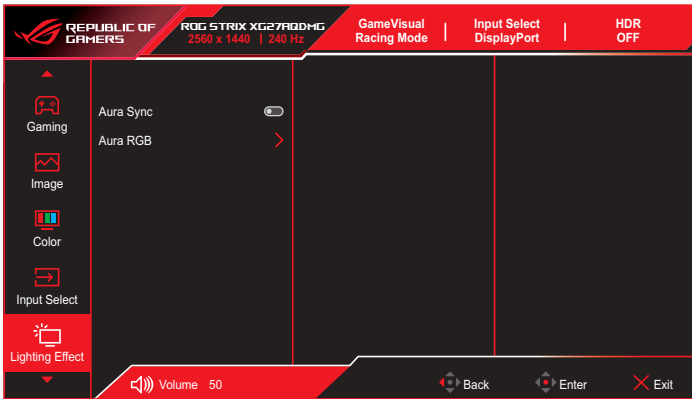 REPUBLIC OF
GAMERS
ROG STRIX XG27AQDMG
2560 x 1440 | 240 Hz
GameVisual
Racing Mode
Input Select
DisplayPort
HDR
OFF
Gaming
Image
Color
Input Select
Lighting Effect
Aura Sync
Aura RGB
Volume 50
Back
Enter
Exit